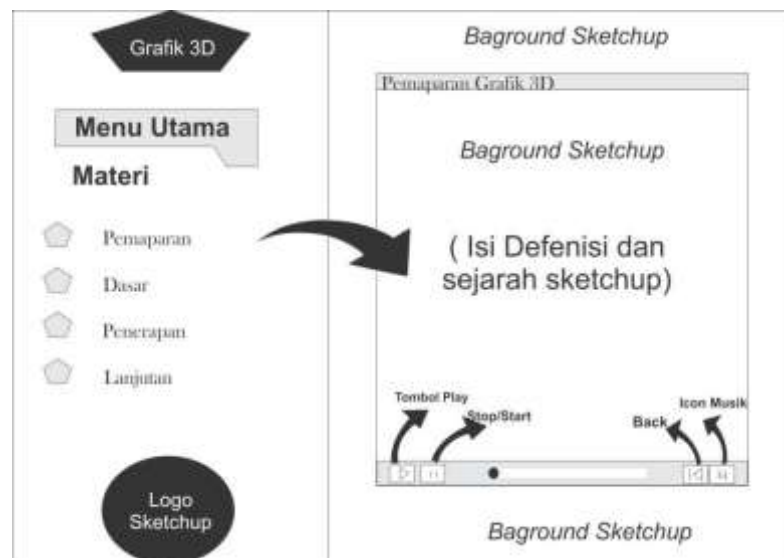 Grafik 3D
Menu Utama
Materi
Pemaparan
Dasar
Penerapan
Lanjutan
Logo
Sketchup
Baground Sketchup
Pemaparan Grafik 3D
Baground Sketchup
( Isi Defenisi dan
sejarah sketchup)
Tombol Play
Stop/Start
Back
Icon Musik
Baground Sketchup